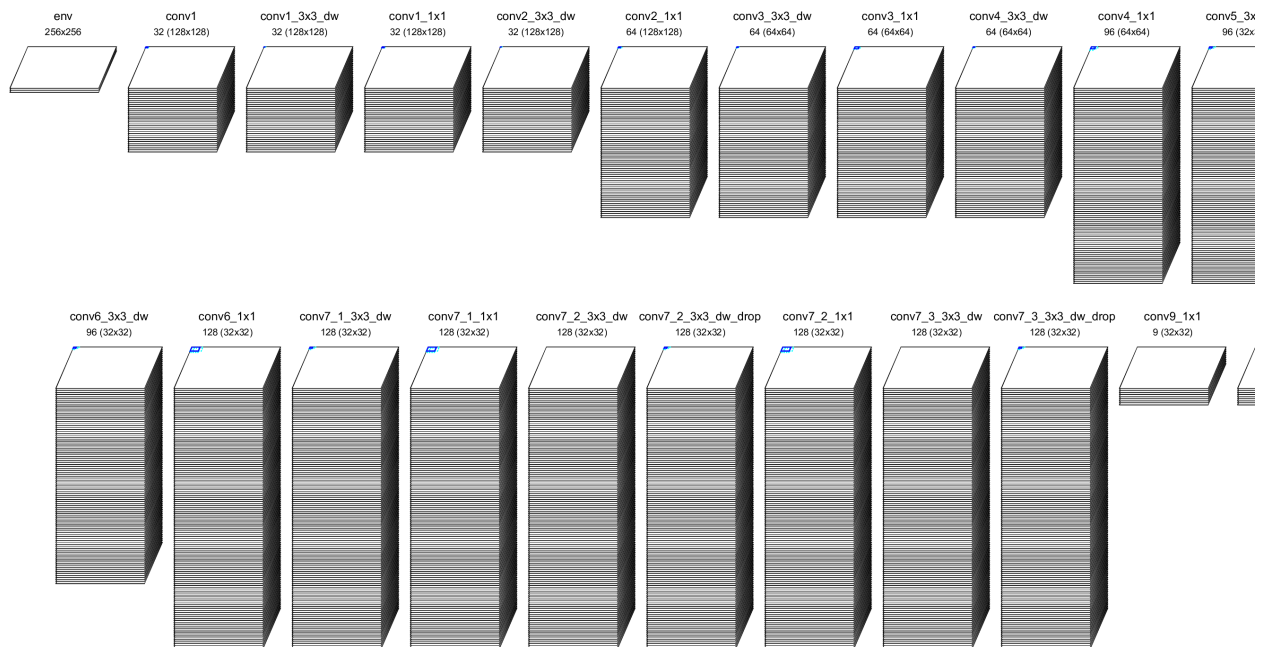 env conv1 conv1_3x3_dw conv1_1x1 conv2_3x3_dw conv2_1x1 conv3_3x3_dw conv3_1x1 conv4_3x3_dw conv4_1x1 conv5_3x
256x256 32 (128x128) 32 (128x128) 32 (128x128) 32 (128x128) 64 (128x128) 64 (64x64) 64 (64x64) 64 (64x64) 96 (64x64) 96 (32x
conv6_3x3_dw conv6_1x1 conv7_1_3x3_dw conv7_1_1x1 conv7_2_3x3_dw conv7_2_3x3_dw_drop conv7_2_1x1 conv7_3_3x3_dw conv7_3_3x3_dw_drop conv9_1x1
96 (32x32) 128 (32x32) 128 (32x32) 128 (32x32) 128 (32x32) 128 (32x32) 128 (32x32) 128 (32x32) 128 (32x32) 9 (32x32)